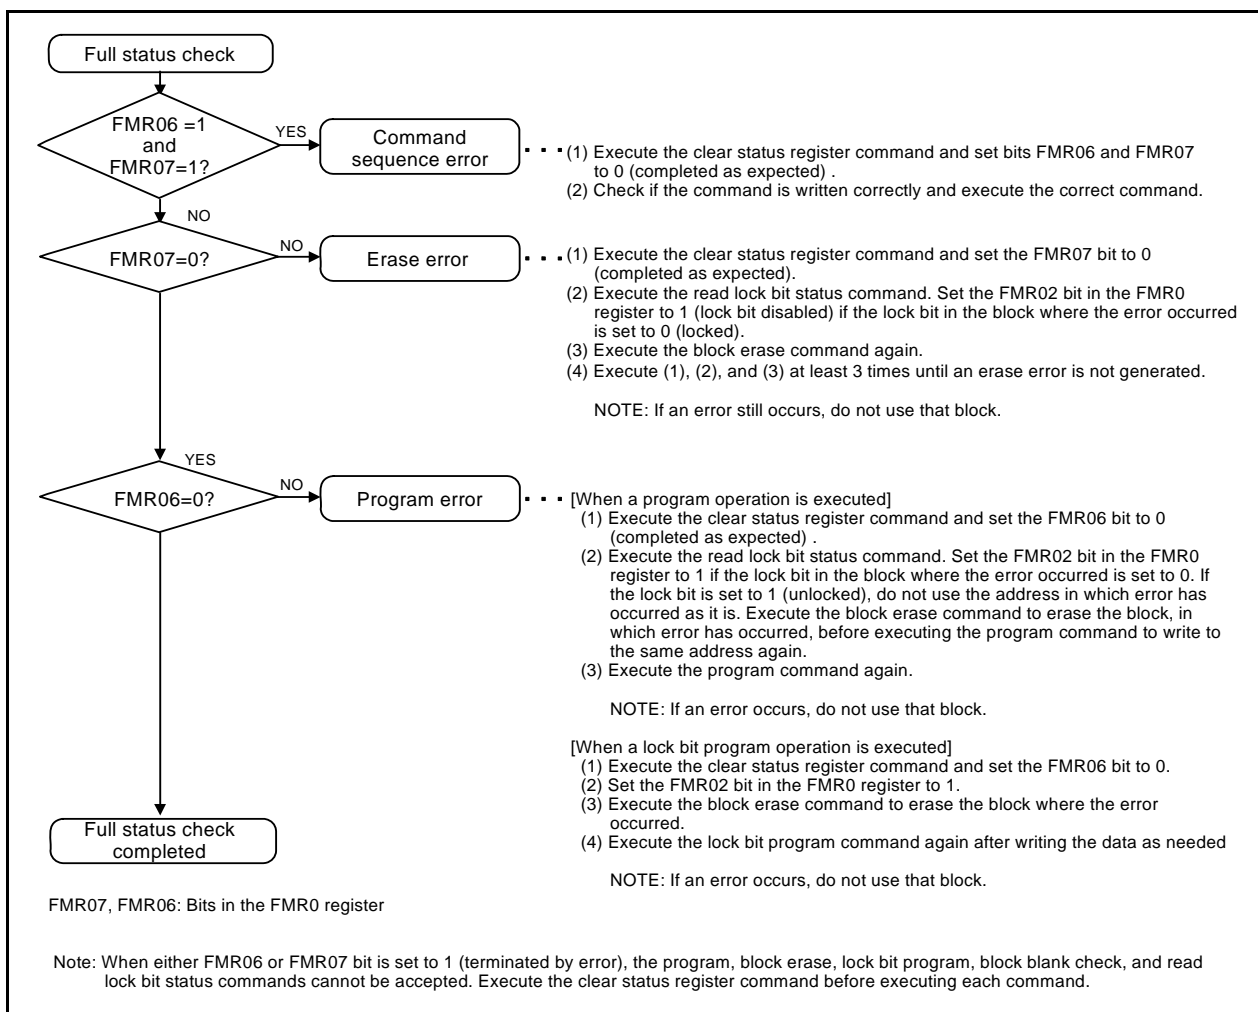 Full status check
FMR06 =1
and
FMR07=1?
YES
Command
sequence error
(1) Execute the clear status register command and set bits FMR06 and FMR07
to 0 (completed as expected) .
(2) Check if the command is written correctly and execute the correct command.
NO
FMR07=0?
NO
Erase error
(1) Execute the clear status register command and set the FMR07 bit to 0
(completed as expected).
(2) Execute the read lock bit status command. Set the FMR02 bit in the FMR0
register to 1 (lock bit disabled) if the lock bit in the block where the error occurred
is set to 0 (locked).
(3) Execute the block erase command again.
(4) Execute (1), (2), and (3) at least 3 times until an erase error is not generated.
NOTE: If an error still occurs, do not use that block.
YES
FMR06=0?
NO
Program error
[When a program operation is executed]
(1) Execute the clear status register command and set the FMR06 bit to 0
(completed as expected) .
(2) Execute the read lock bit status command. Set the FMR02 bit in the FMR0
register to 1 if the lock bit in the block where the error occurred is set to 0. If
the lock bit is set to 1 (unlocked), do not use the address in which error has
occurred as it is. Execute the block erase command to erase the block, in
which error has occurred, before executing the program command to write to
the same address again.
(3) Execute the program command again.
NOTE: If an error occurs, do not use that block.
[When a lock bit program operation is executed]
(1) Execute the clear status register command and set the FMR06 bit to 0.
(2) Set the FMR02 bit in the FMR0 register to 1.
(3) Execute the block erase command to erase the block where the error
occurred.
(4) Execute the lock bit program command again after writing the data as needed
NOTE: If an error occurs, do not use that block.
Full status check
completed
FMR07, FMR06: Bits in the FMR0 register
Note: When either FMR06 or FMR07 bit is set to 1 (terminated by error), the program, block erase, lock bit program, block blank check, and read
lock bit status commands cannot be accepted. Execute the clear status register command before executing each command.